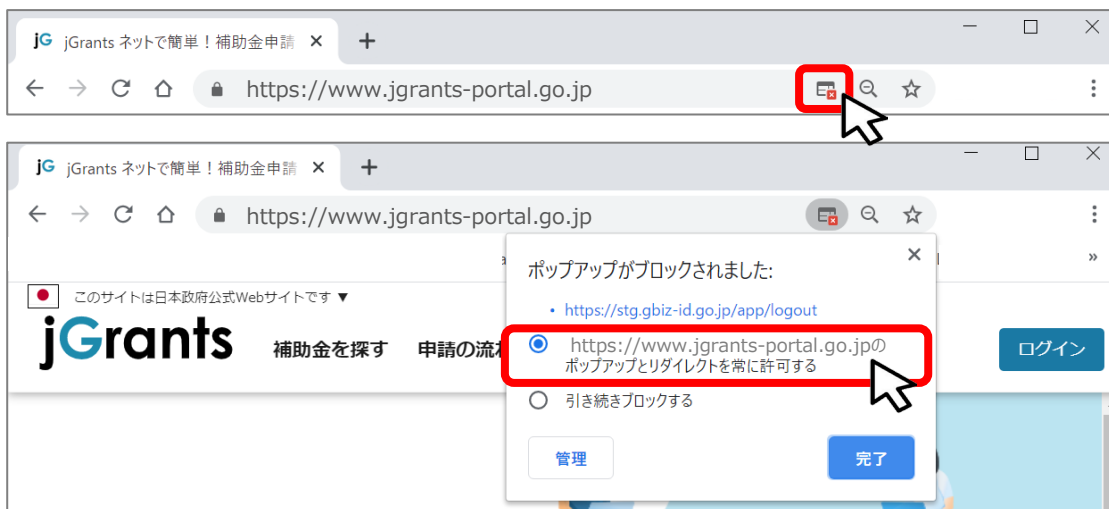 jG jGrants ネットで簡単！補助金申請
https://www.jgrants-portal.go.jp
jG jGrants ネットで簡単！補助金申請
https://www.jgrants-portal.go.jp
ポップアップがブロックされました:
• https://stg.gbiz-id.go.jp/app/logout
https://www.jgrants-portal.go.jpの
ポップアップとリダイレクトを常に許可する
引き続きブロックする
管理 完了
このサイトは日本政府公式Webサイトです ▼
jGrants 補助金を探す 申請の流れ ログイン